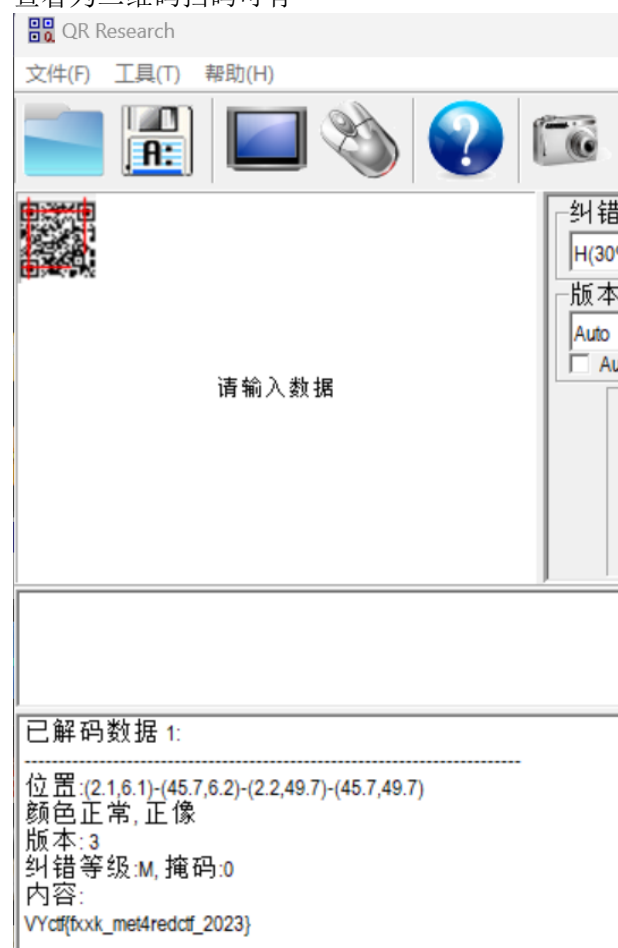 查看为二维码扫码可有
QR Research
文件(F) 工具(T) 帮助(H)
A:
纠错
H(30%
版本
Auto
Au
请输入数据
已解码数据 1:
位置:(2.1,6.1)-(45.7,6.2)-(2.2,49.7)-(45.7,49.7)
颜色正常, 正像
版本: 3
纠错等级:M, 掩码:0
内容:
VYctf{fxxk_met4redctf_2023}